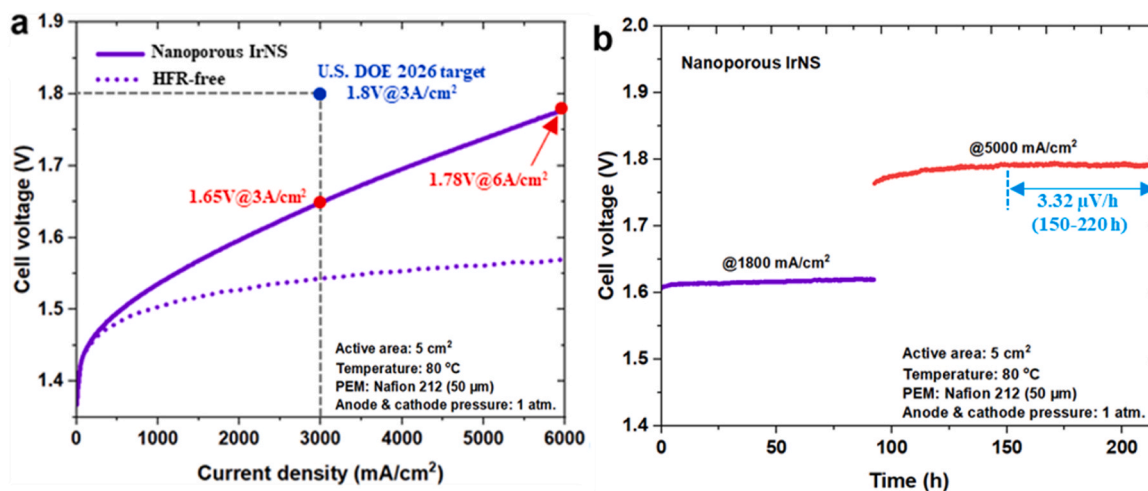 a
Nanoporous IrNS
HFR-free
U.S. DOE 2026 target
1.8V@3A/cm²
1.65V@3A/cm²
1.78V@6A/cm²
Active area: 5 cm²
Temperature: 80 °C
PEM: Nafion 212 (50 μm)
Anode & cathode pressure: 1 atm.
Cell voltage (V)
1.8
1.7
1.6
1.5
1.4
0
1000
2000
3000
4000
5000
6000
Current density (mA/cm²)
b
Nanoporous IrNS
@5000 mA/cm²
3.32 μV/h
(150-220 h)
@1800 mA/cm²
Active area: 5 cm²
Temperature: 80 °C
PEM: Nafion 212 (50 μm)
Anode & cathode pressure: 1 atm.
Cell voltage (V)
2.0
1.9
1.8
1.7
1.6
1.5
1.4
0
50
100
150
200
Time (h)